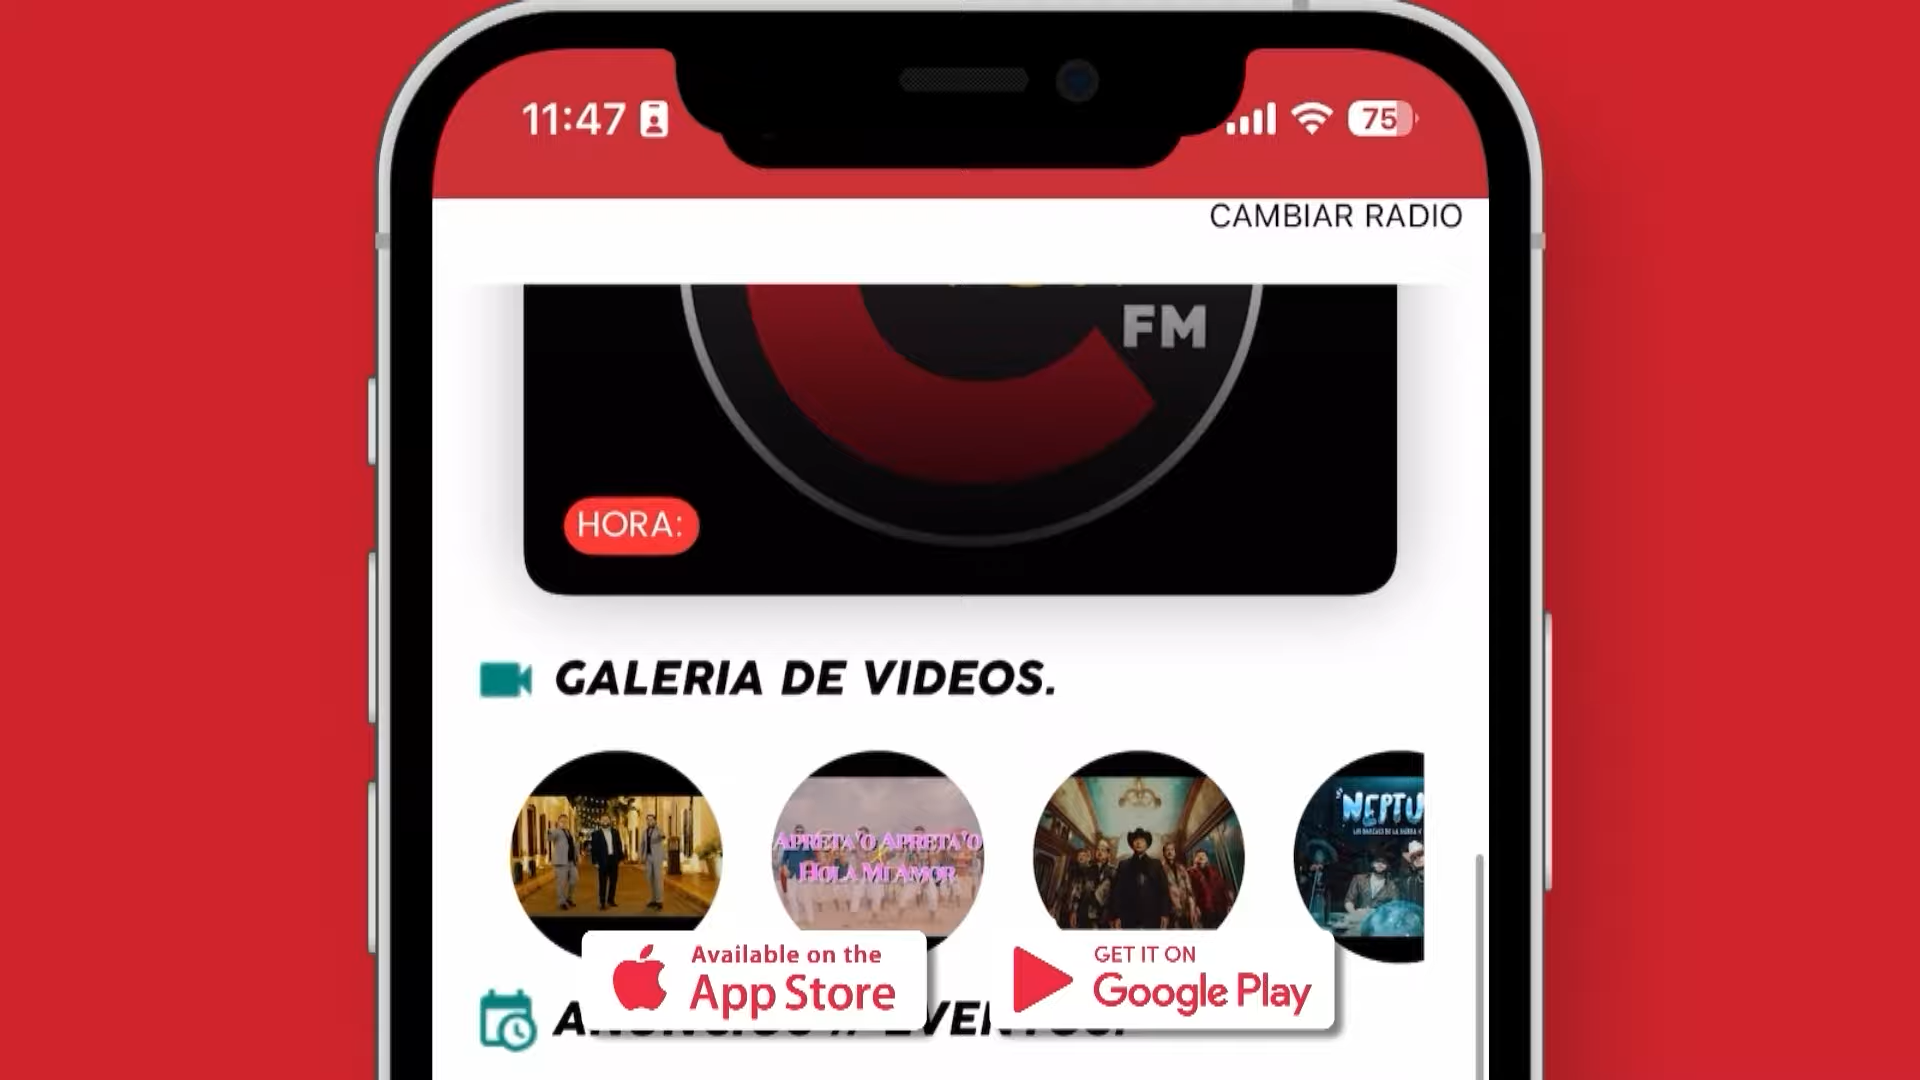 11:47
75
CAMBIAR RADIO
FM
HORA:
GALERIA DE VIDEOS.
APRETA'O APRETA'O
HOLA MI AMOR
NEPTU
Available on the
App Store
GET IT ON
Google Play